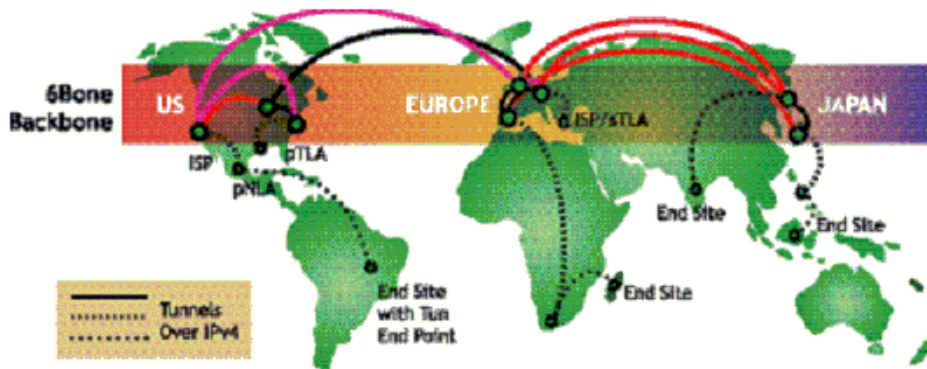 6Bone
Backbone
US
EUROPE
JAPAN
ISP
pTLA
pNLA
ISP/sTLA
End Site
End Site
End Site
End Site
with Tun
End Point
Tunnels
Over IPv4